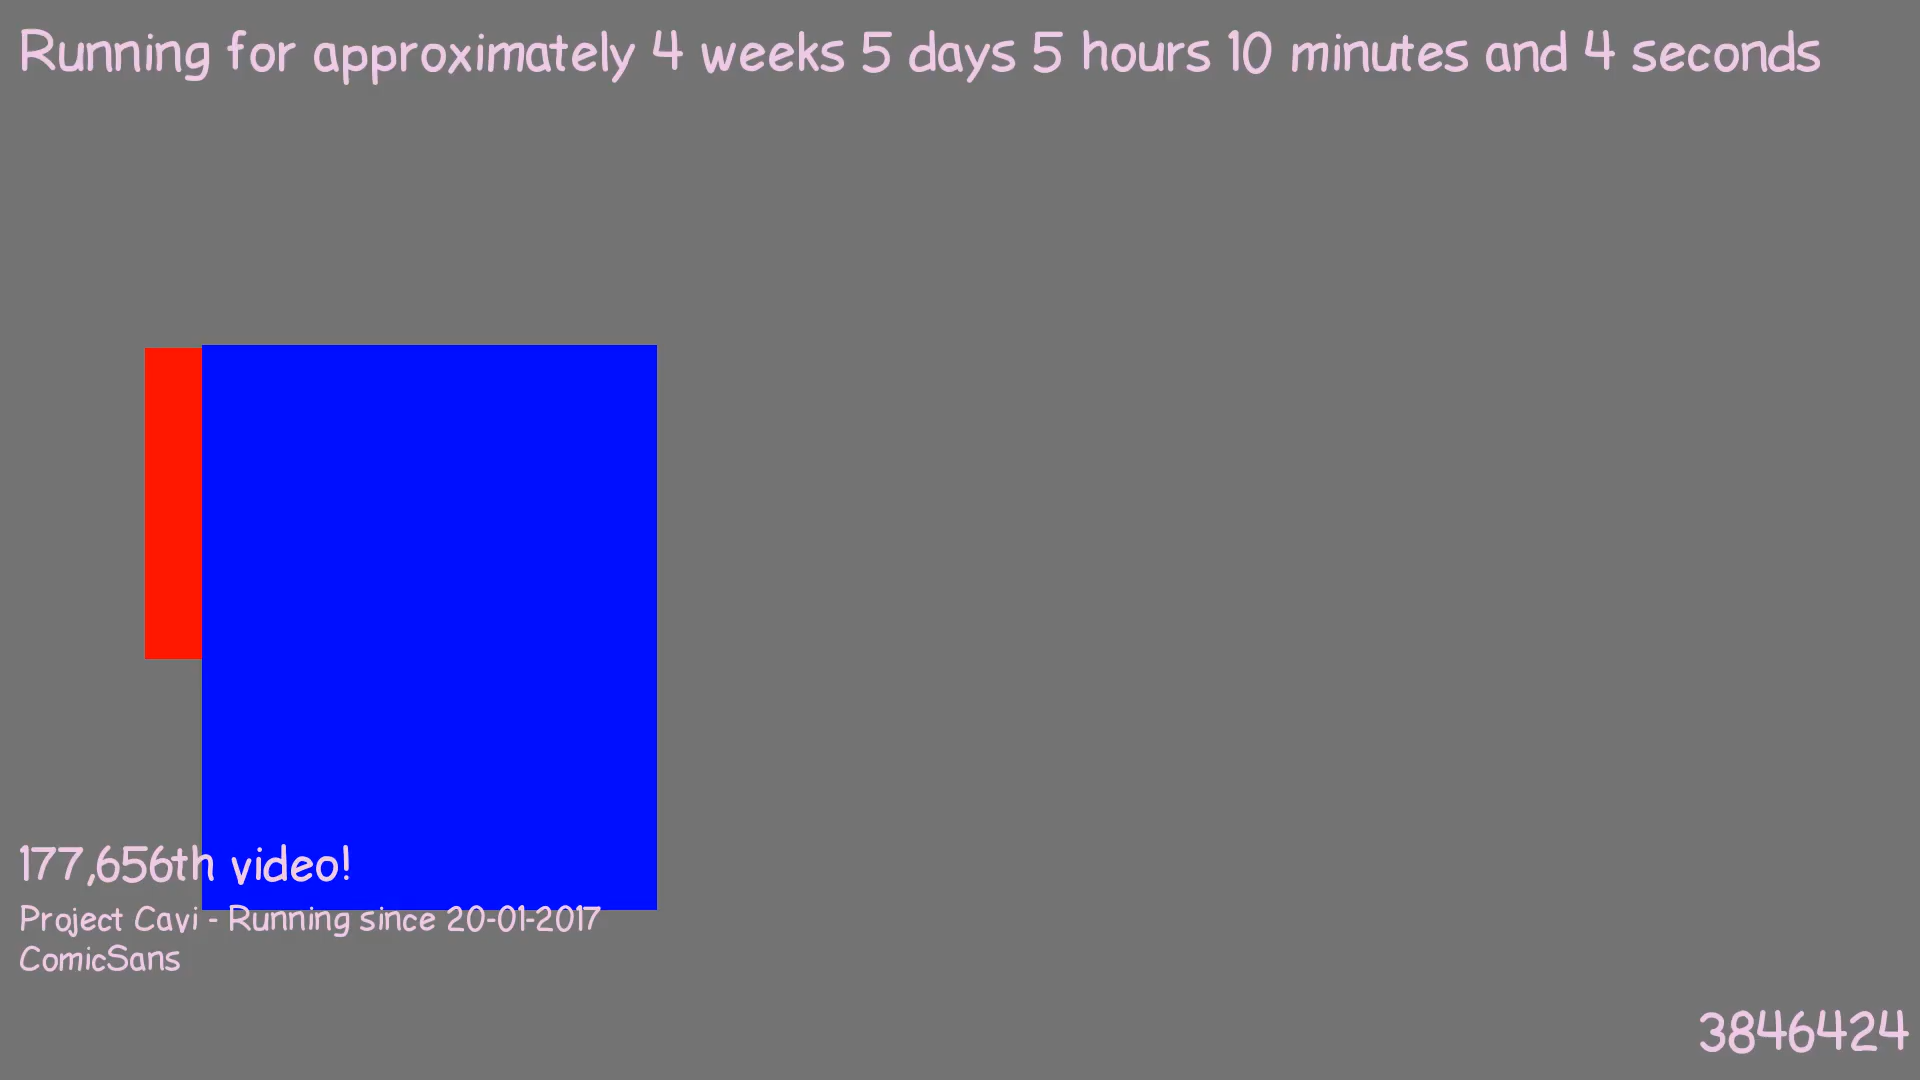 Running for approximately 4 weeks 5 days 5 hours 10 minutes and 4 seconds
177,656th video!
Project Cavi - Running since 20-01-2017
ComicSans
3846424